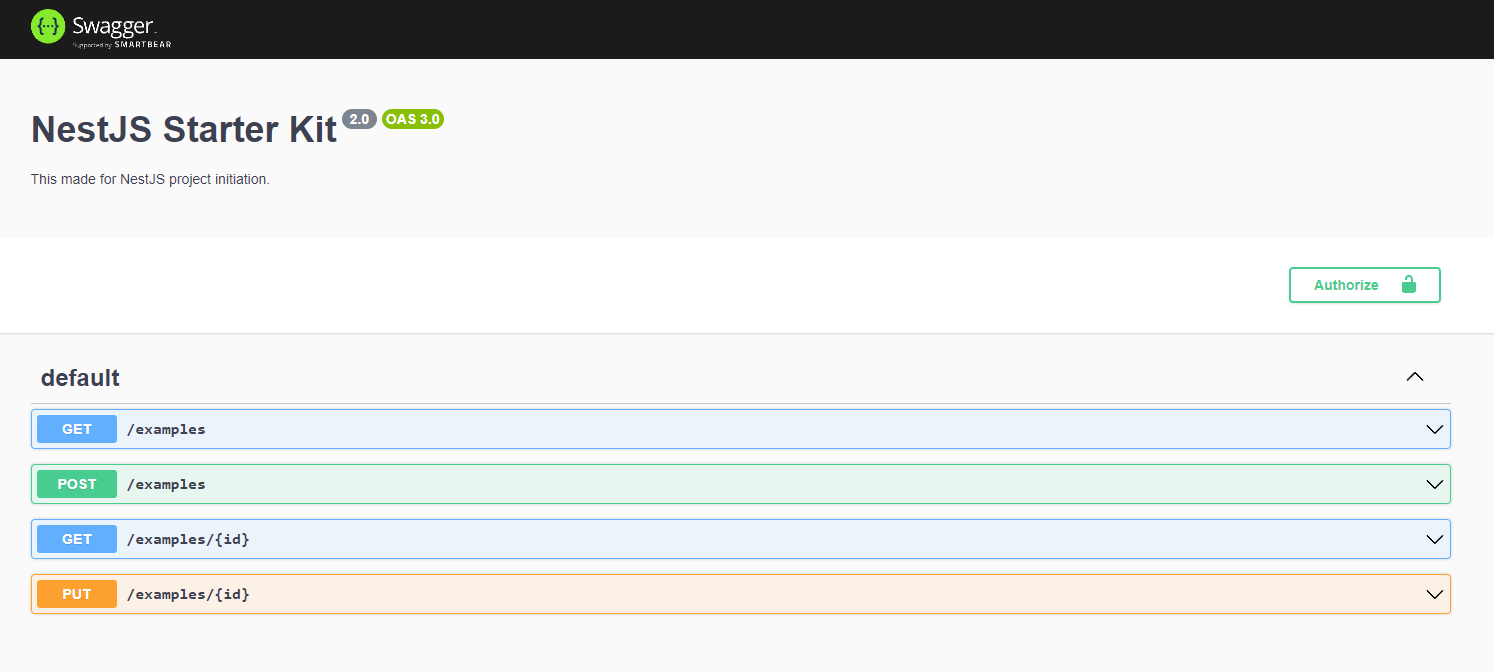 Swagger
Supported by SMARTBEAR
NestJS Starter Kit 2.0 OAS 3.0
This made for NestJS project initiation.
Authorize
default
GET /examples
POST /examples
GET /examples/{id}
PUT /examples/{id}